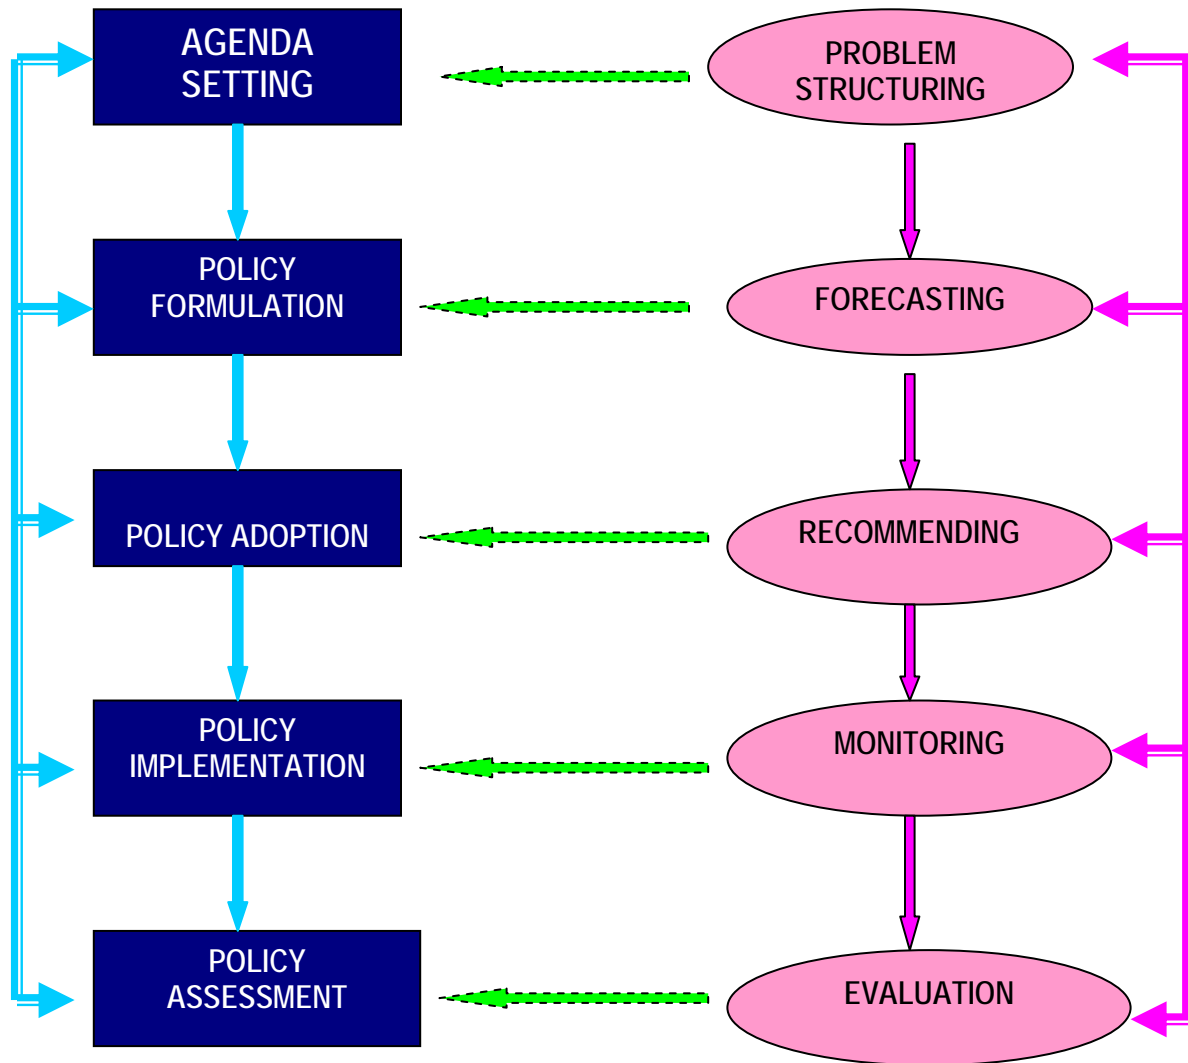 AGENDA
SETTING
PROBLEM
STRUCTURING
POLICY
FORMULATION
FORECASTING
POLICY ADOPTION
RECOMMENDING
POLICY
IMPLEMENTATION
MONITORING
POLICY
ASSESSMENT
EVALUATION